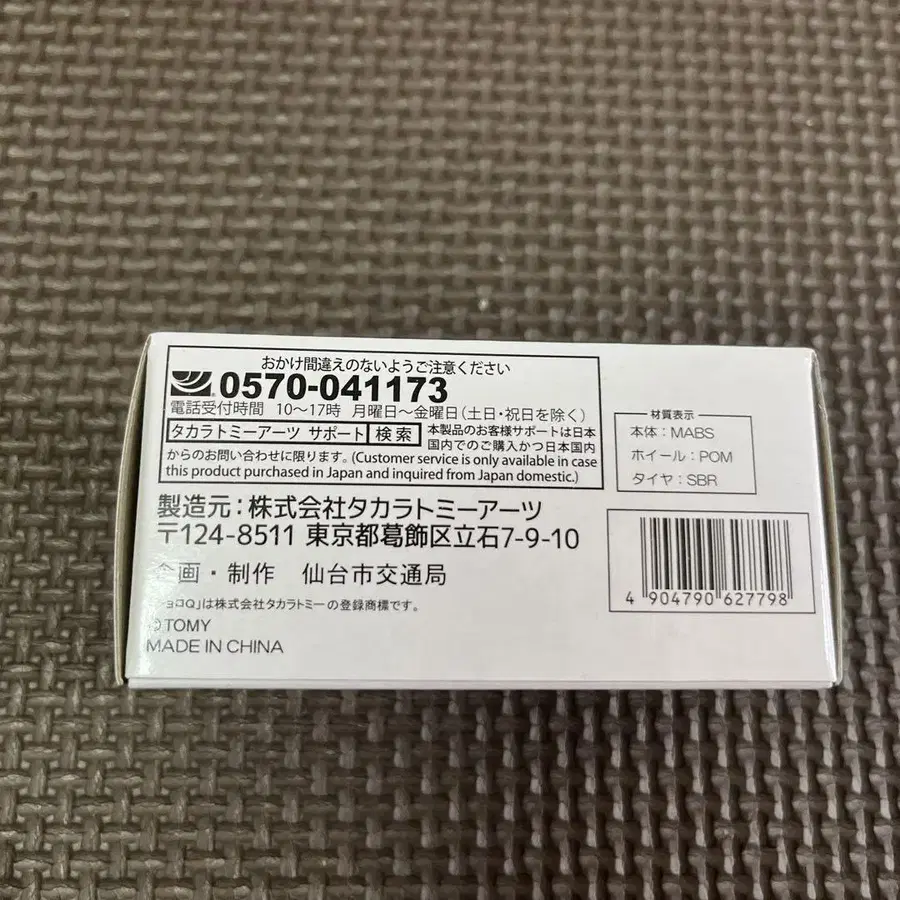 おかけ間違えのないようご注意ください
0570-041173
電話受付時間 10～17時 月曜日～金曜日(土日・祝日を除く)
タカラトミーアーツ サポート 検索 本製品のお客様サポートは日本
国内でのご購入かつ日本国内
からのお問い合わせに限ります。(Customer service is only available in case
this product purchased in Japan and inquired from Japan domestic.)
製造元：株式会社タカラトミーアーツ
〒124-8511 東京都葛飾区立石7-9-10
企画・制作 仙台市交通局
ョロQ」は株式会社タカラトミーの登録商標です。
©TOMY
MADE IN CHINA
材質表示
本体：MABS
ホイール：POM
タイヤ：SBR
4 904790 627798